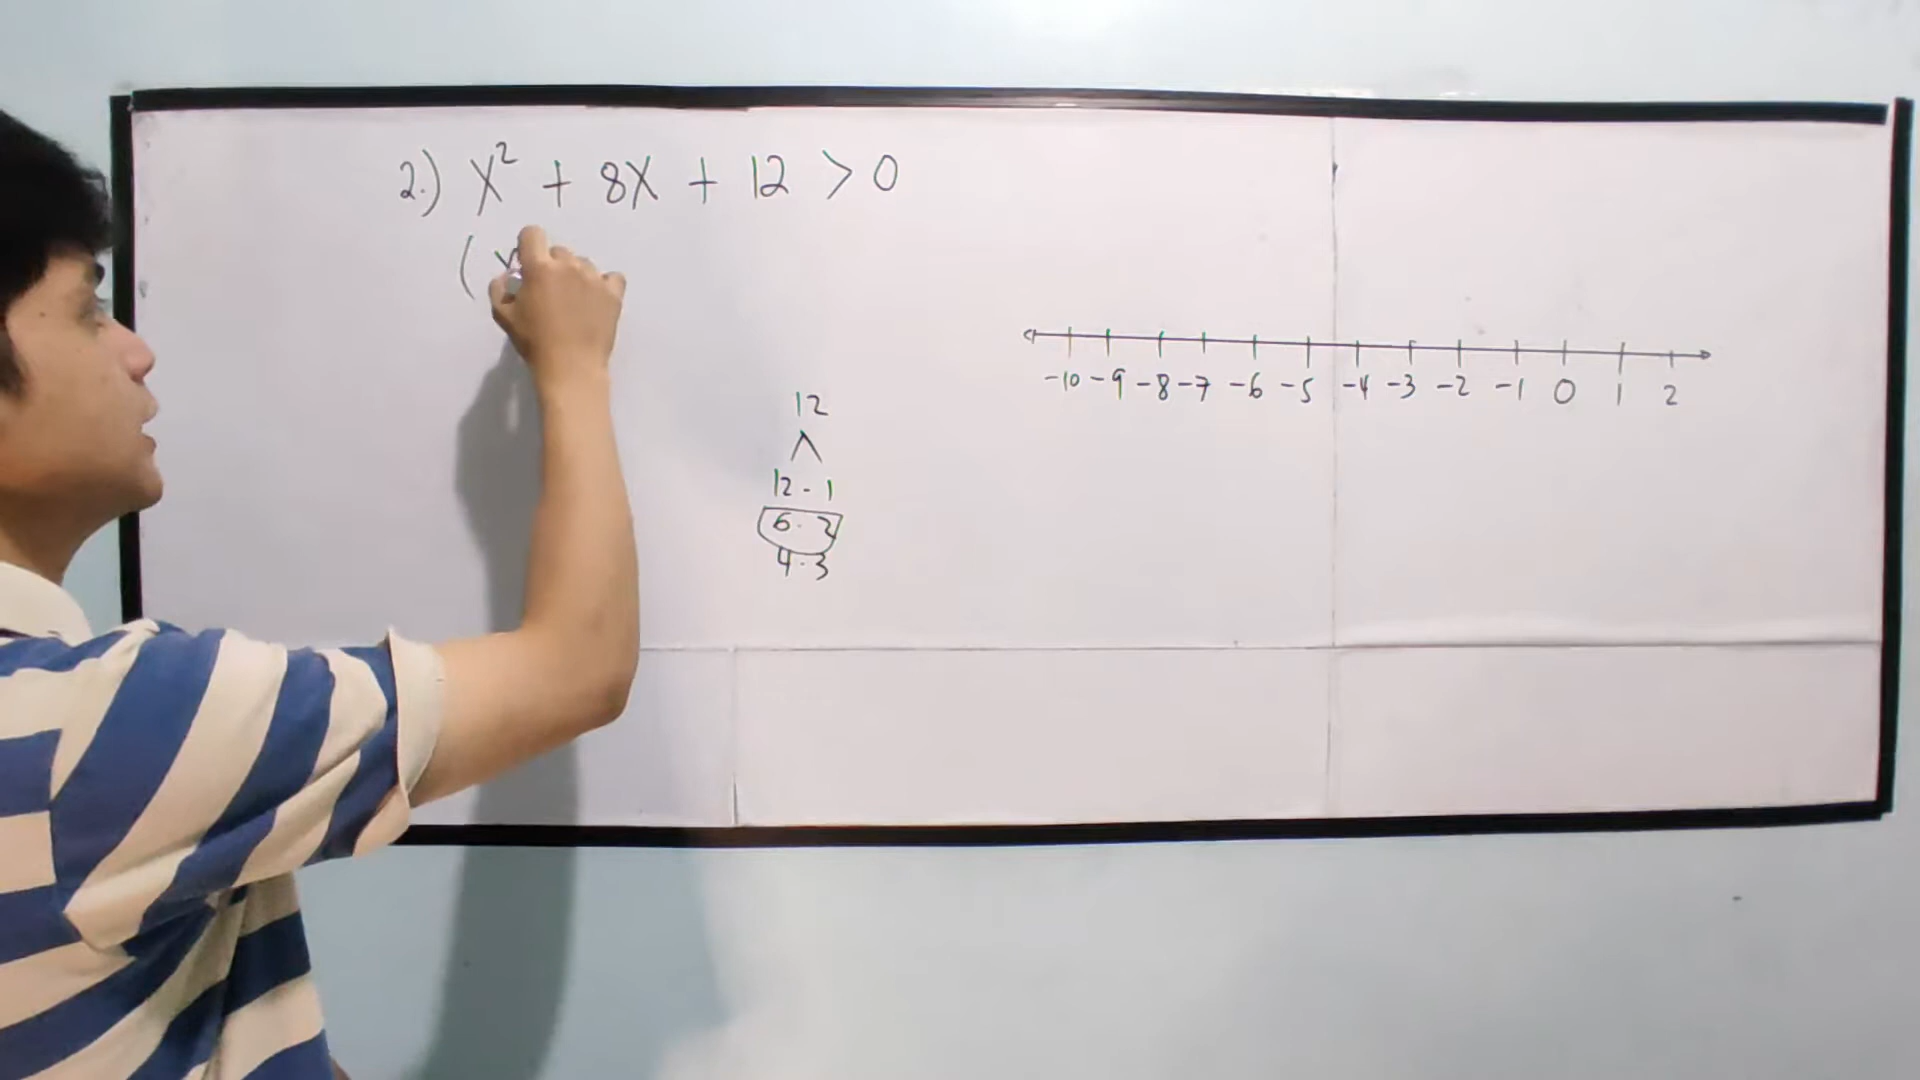 2.) X² + 8X + 12 > 0
(
12
12 · 1
6 · 2
4 · 3
-10 -9 -8 -7 -6 -5 -4 -3 -2 -1 0 1 2